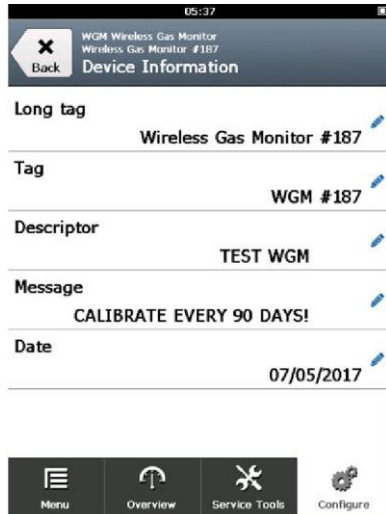 05:37
WGM Wireless Gas Monitor
Wireless Gas Monitor #187
Back
Device Information
Long tag
Wireless Gas Monitor #187
Tag
WGM #187
Descriptor
TEST WGM
Message
CALIBRATE EVERY 90 DAYS!
Date
07/05/2017
Menu
Overview
Service Tools
Configure